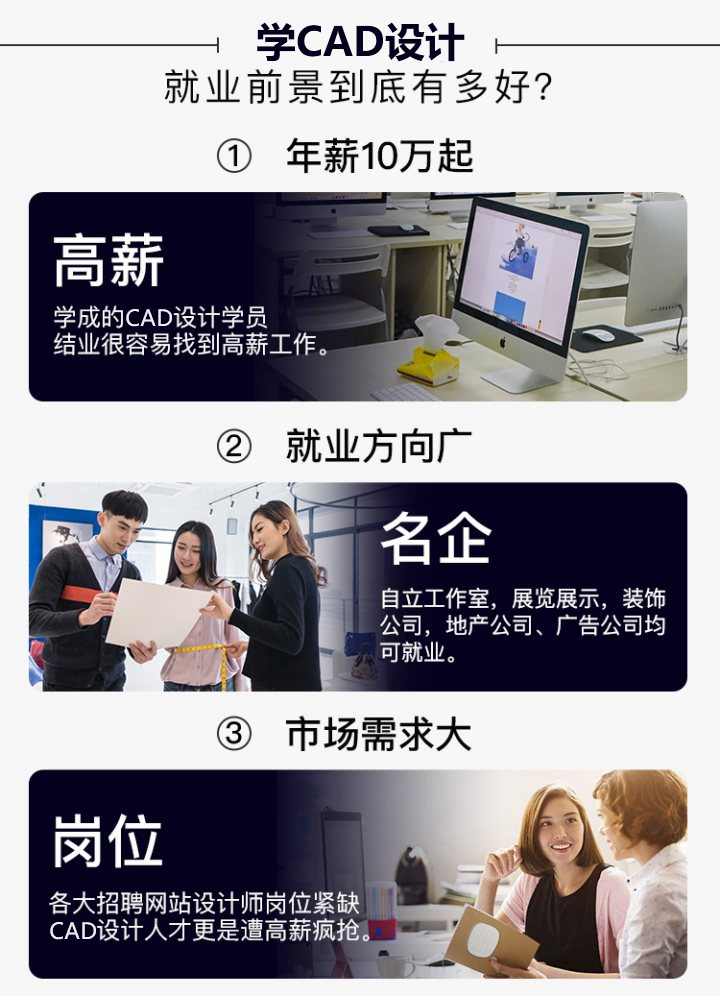 学CAD设计
就业前景到底有多好?
① 年薪10万起
高薪
学成的CAD设计学员
结业很容易找到高薪工作。
② 就业方向广
名企
自立工作室，展览展示，装饰
公司，地产公司、广告公司均
可就业。
③ 市场需求大
岗位
各大招聘网站设计师岗位紧缺
CAD设计人才更是遭高薪疯抢。